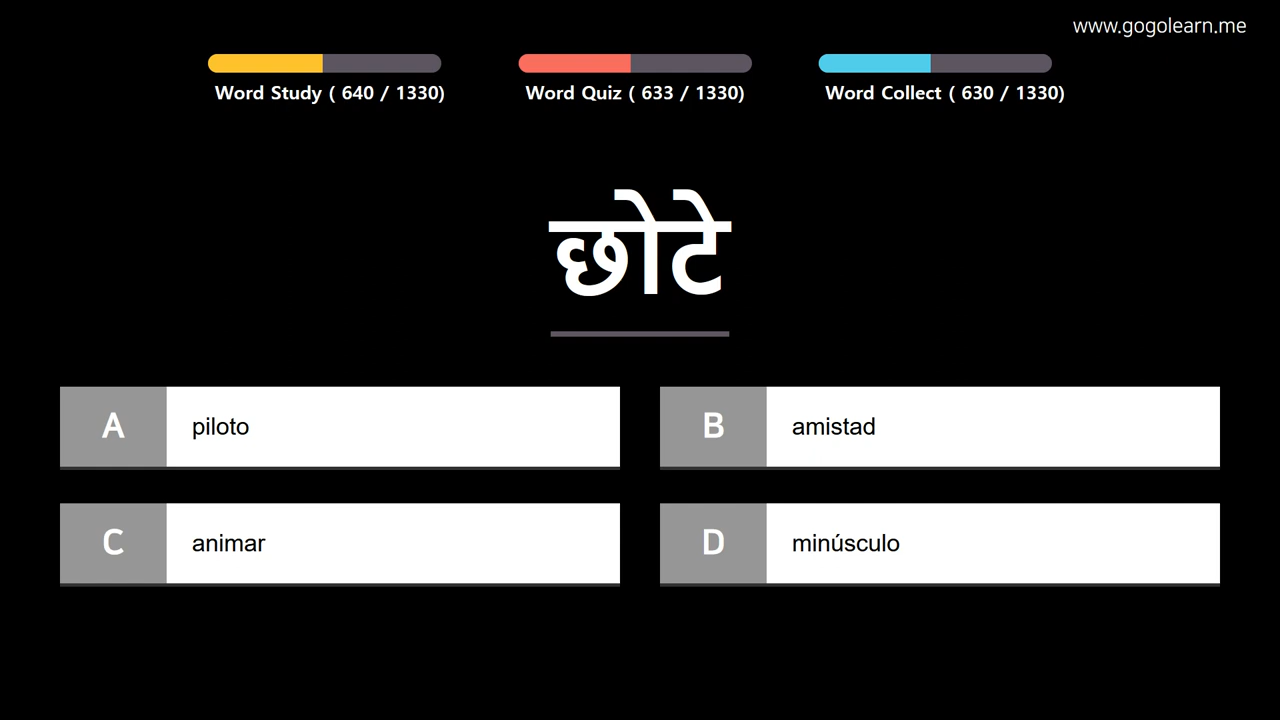 www.gogolearn.me
Word Study ( 640 / 1330)
Word Quiz ( 633 / 1330)
Word Collect ( 630 / 1330)
छोटे
A piloto
B amistad
C animar
D minúsculo